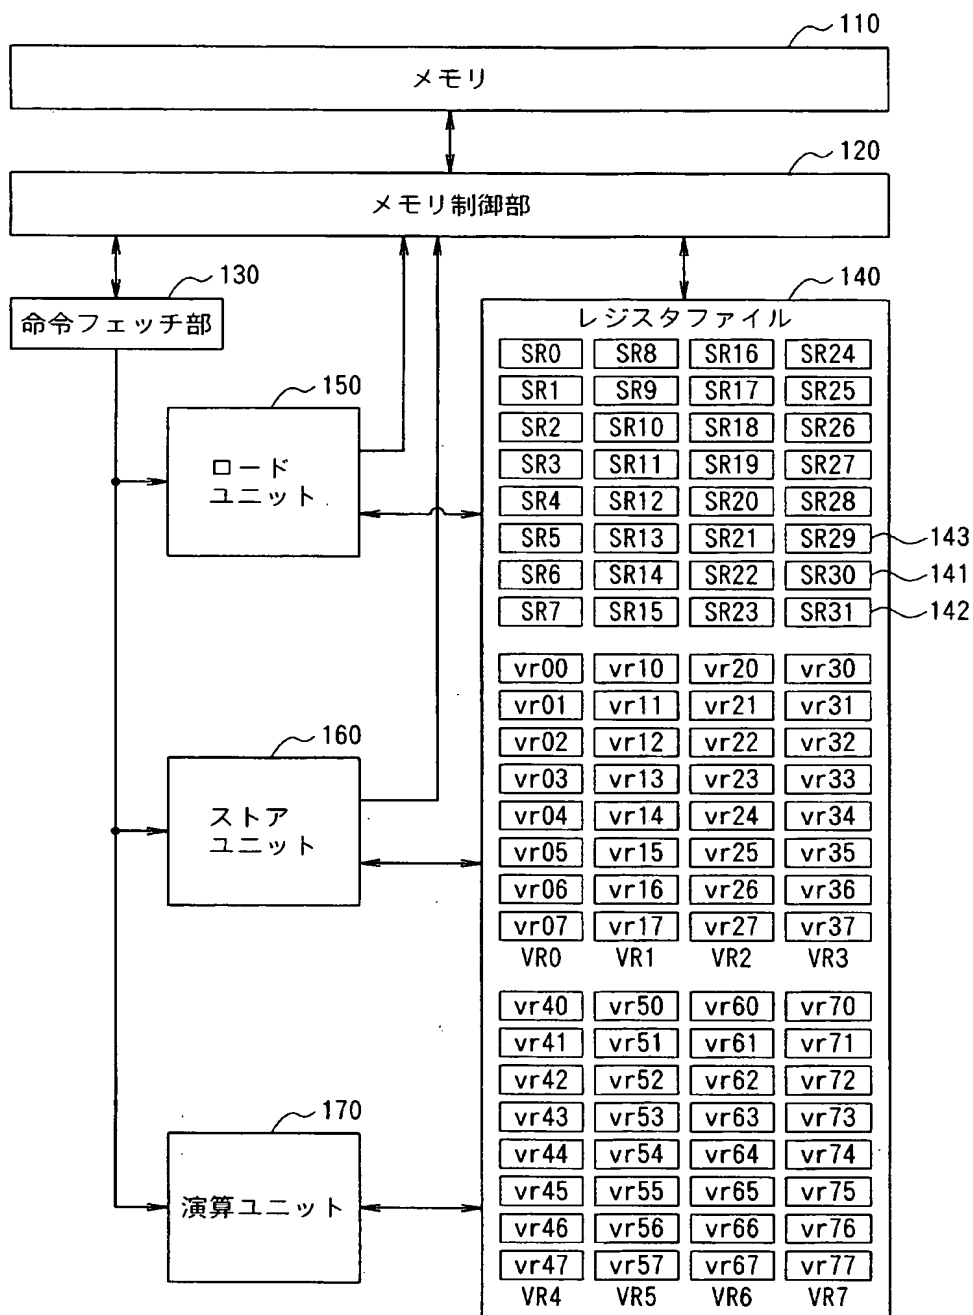 110
メモリ
120
メモリ制御部
130
命令フェッチ部
140
レジスタファイル
SR0 SR8 SR16 SR24
SR1 SR9 SR17 SR25
SR2 SR10 SR18 SR26
SR3 SR11 SR19 SR27
SR4 SR12 SR20 SR28
SR5 SR13 SR21 SR29 143
SR6 SR14 SR22 SR30 141
SR7 SR15 SR23 SR31 142
150
ロード
ユニット
vr00 vr10 vr20 vr30
vr01 vr11 vr21 vr31
vr02 vr12 vr22 vr32
vr03 vr13 vr23 vr33
vr04 vr14 vr24 vr34
vr05 vr15 vr25 vr35
vr06 vr16 vr26 vr36
vr07 vr17 vr27 vr37
VR0 VR1 VR2 VR3
160
ストア
ユニット
vr40 vr50 vr60 vr70
vr41 vr51 vr61 vr71
vr42 vr52 vr62 vr72
vr43 vr53 vr63 vr73
vr44 vr54 vr64 vr74
vr45 vr55 vr65 vr75
vr46 vr56 vr66 vr76
vr47 vr57 vr67 vr77
VR4 VR5 VR6 VR7
170
演算ユニット